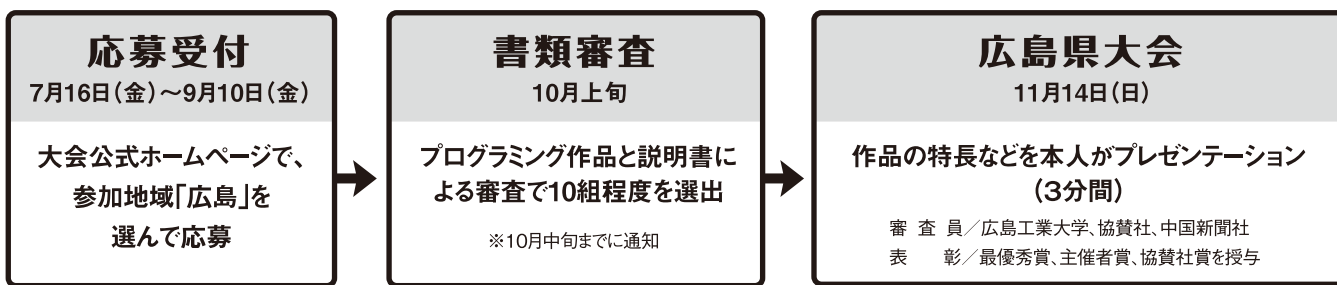 応募受付
7月16日(金)～9月10日(金)
大会公式ホームページで、
参加地域「広島」を
選んで応募
書類審査
10月上旬
プログラミング作品と説明書に
よる審査で10組程度を選出
※10月中旬までに通知
広島県大会
11月14日(日)
作品の特長などを本人がプレゼンテーション
(3分間)
審査員／広島工業大学、協賛社、中国新聞社
表彰／最優秀賞、主催者賞、協賛社賞を授与